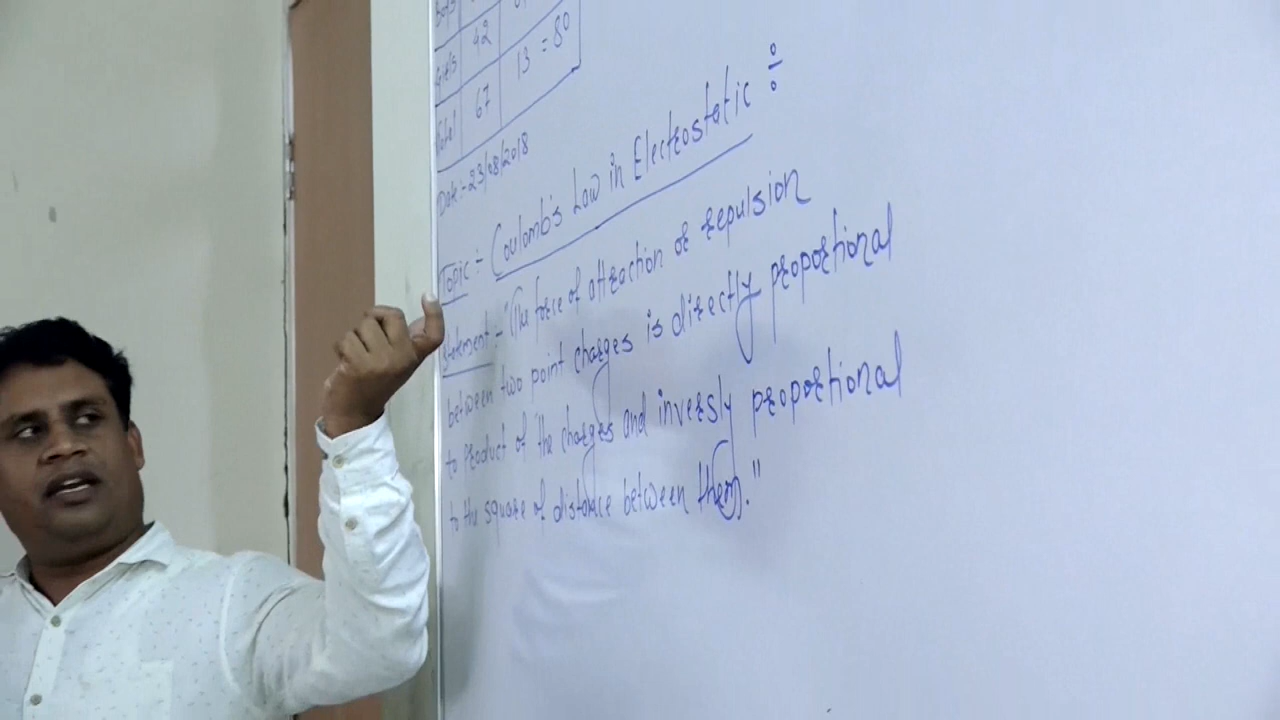 42
Girls
13 = 80
Total 67
Date :- 23/08/2018
Topic :- Coulomb's Law in Electrostatic ÷
Statement :- "The force of attraction or repulsion
between two point charges is directly proportional
to product of the charges and inversly proportional
to the square of distance between them."